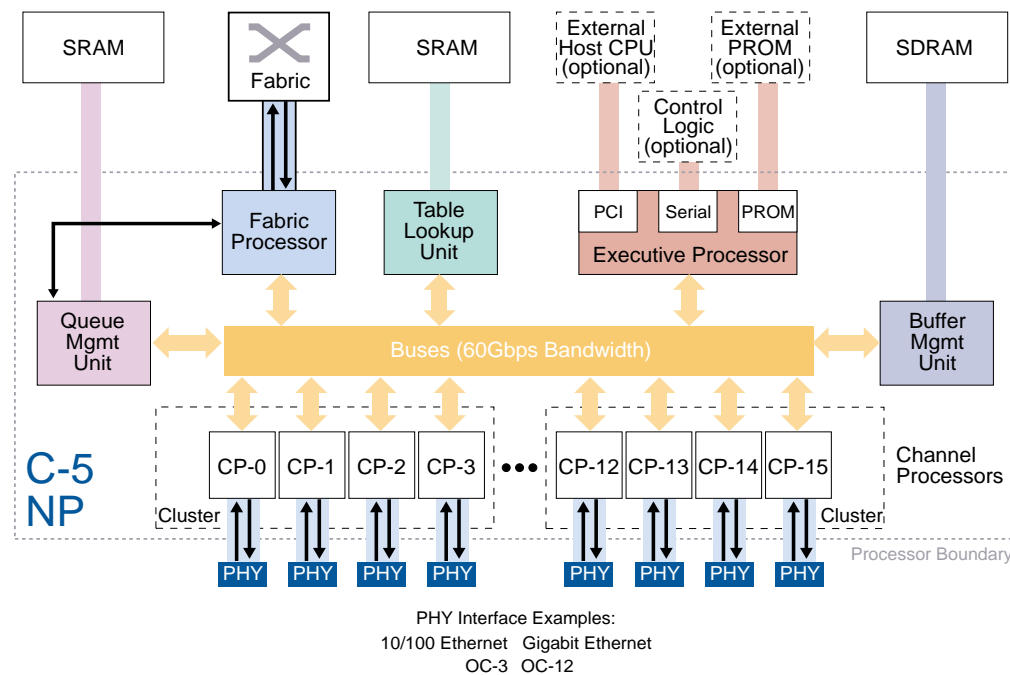 SRAM
Fabric
SRAM
External
Host CPU
(optional)
External
PROM
(optional)
SDRAM
Control
Logic
(optional)
Fabric
Processor
Table
Lookup
Unit
PCI
Serial
PROM
Executive Processor
Queue
Mgmt
Unit
Buses (60Gbps Bandwidth)
Buffer
Mgmt
Unit
C-5
NP
CP-0
CP-1
CP-2
CP-3
CP-12
CP-13
CP-14
CP-15
Channel
Processors
Cluster
Cluster
Processor Boundary
PHY
PHY
PHY
PHY
PHY
PHY
PHY
PHY
PHY Interface Examples:
10/100 Ethernet Gigabit Ethernet
OC-3 OC-12